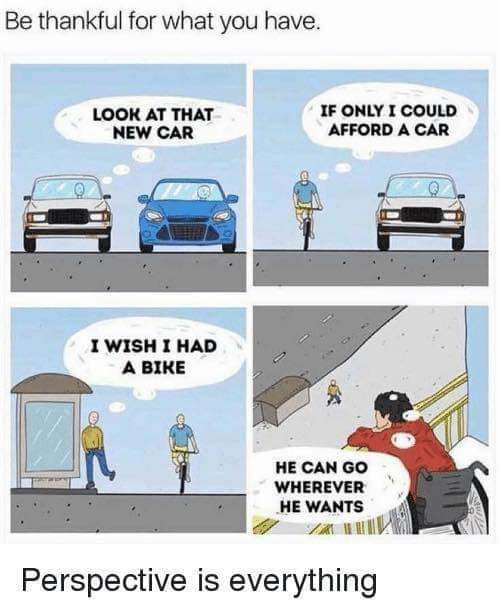 Be thankful for what you have.
LOOK AT THAT
NEW CAR
IF ONLY I COULD
AFFORD A CAR
I WISH I HAD
A BIKE
HE CAN GO
WHEREVER
HE WANTS
Perspective is everything